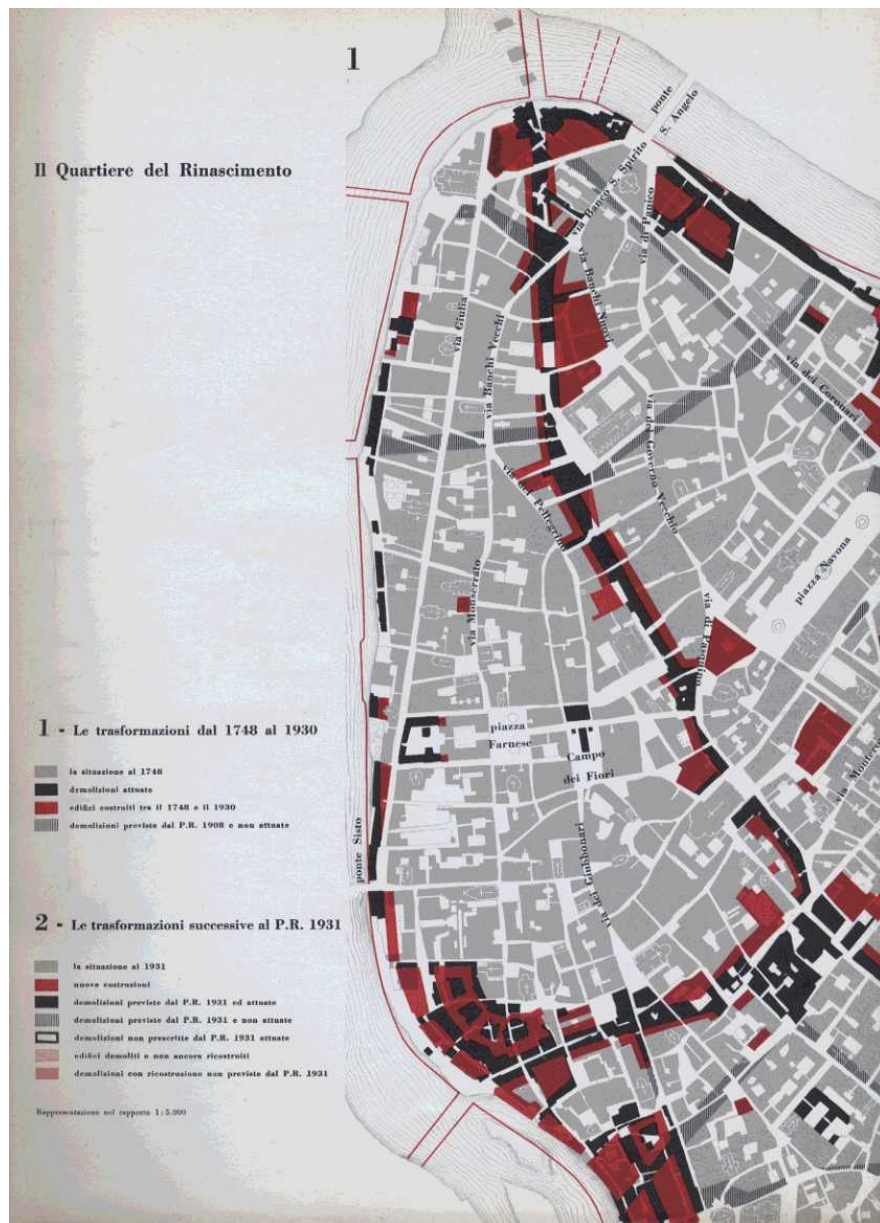 1
Il Quartiere del Rinascimento
ponte
S. Angelo
via Banco S. Spirito
via di Panico
via Banchi Nuovi
via Giulia
via Banchi Vecchi
via dei Coronari
via del Governo Vecchio
via del Pellegrino
piazza Navona
via Monserrato
via di Pasquino
piazza
Farnese
Campo
dei Fiori
ponte Sisto
via dei Giubbonari
1 - Le trasformazioni dal 1748 al 1930
la situazione al 1748
demolizioni attuate
edifici costruiti tra il 1748 e il 1930
demolizioni previste dal P.R. 1908 e non attuate
2 - Le trasformazioni successive al P.R. 1931
la situazione al 1931
nuove costruzioni
demolizioni previste dal P.R. 1931 ed attuate
demolizioni previste dal P.R. 1931 e non attuate
demolizioni non prescritte dal P.R. 1931 attuate
edifici demoliti e non ancora ricostruiti
demolizioni con ricostruzione non previste dal P.R. 1931
Rappresentazione nel rapporto 1:5.000